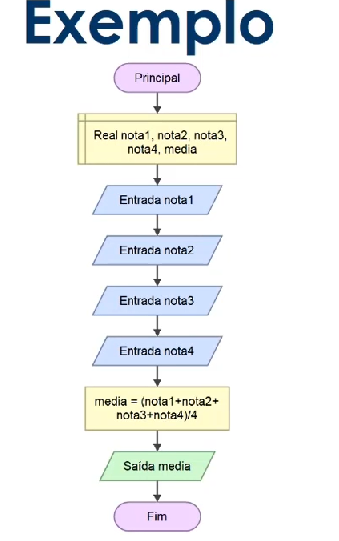 Exemplo
Principal
Real nota1, nota2, nota3,
nota4, media
Entrada nota1
Entrada nota2
Entrada nota3
Entrada nota4
media = (nota1+nota2+
nota3+nota4)/4
Saída media
Fim